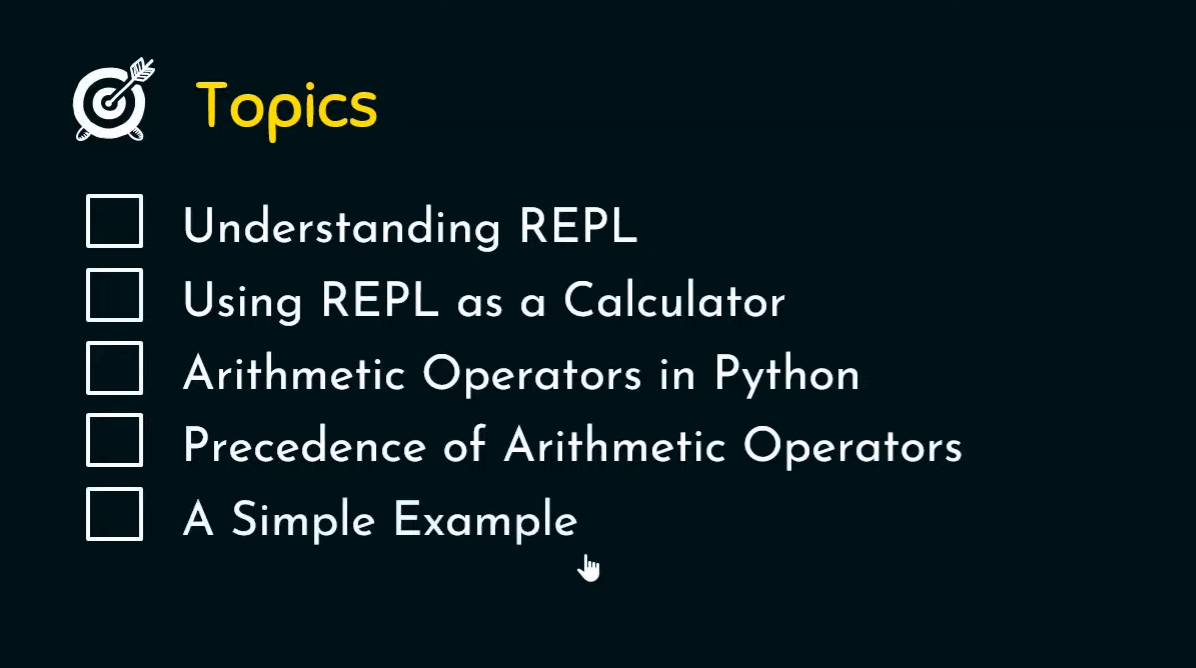 Topics
Understanding REPL
Using REPL as a Calculator
Arithmetic Operators in Python
Precedence of Arithmetic Operators
A Simple Example